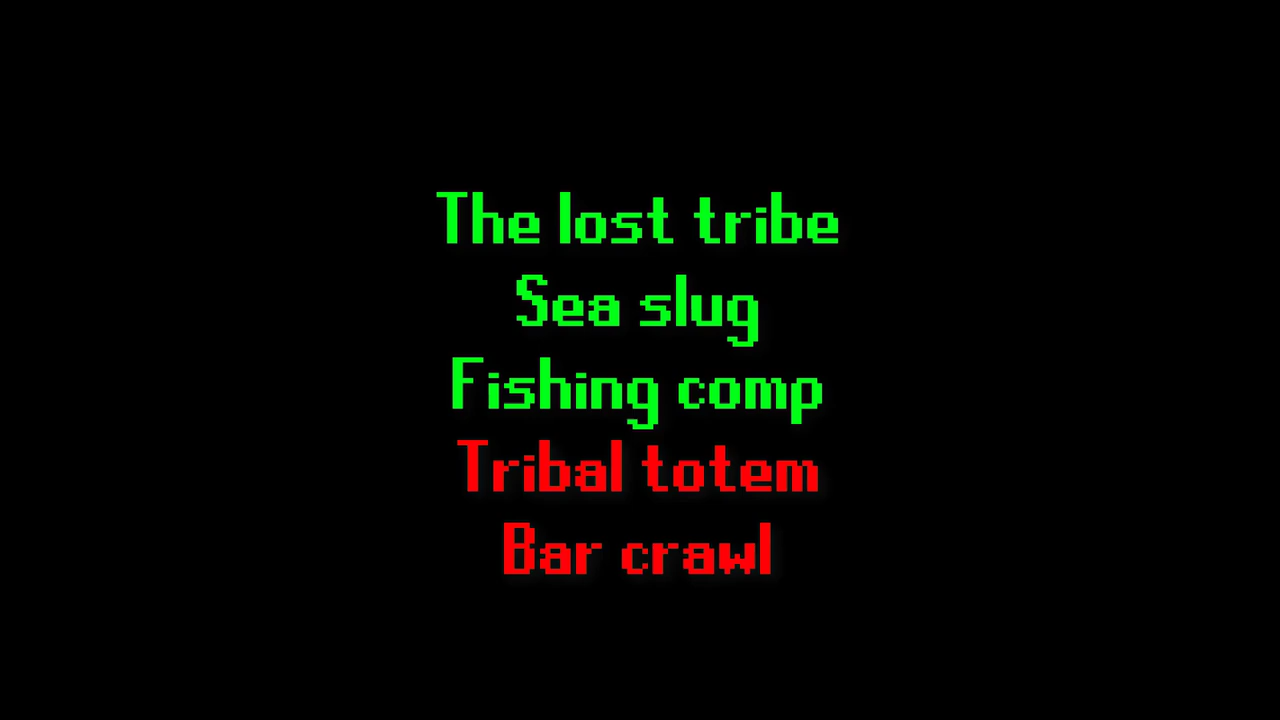 The lost tribe
Sea slug
Fishing comp
Tribal totem
Bar crawl